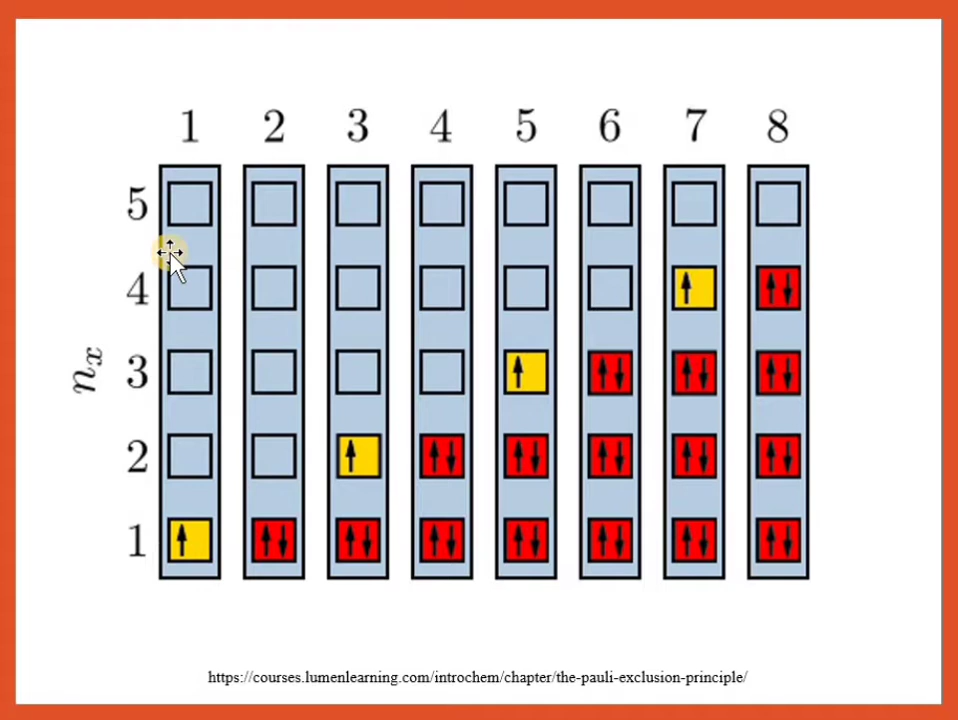 1 2 3 4 5 6 7 8
5
4
3
2
1
n_x
https://courses.lumenlearning.com/introchem/chapter/the-pauli-exclusion-principle/